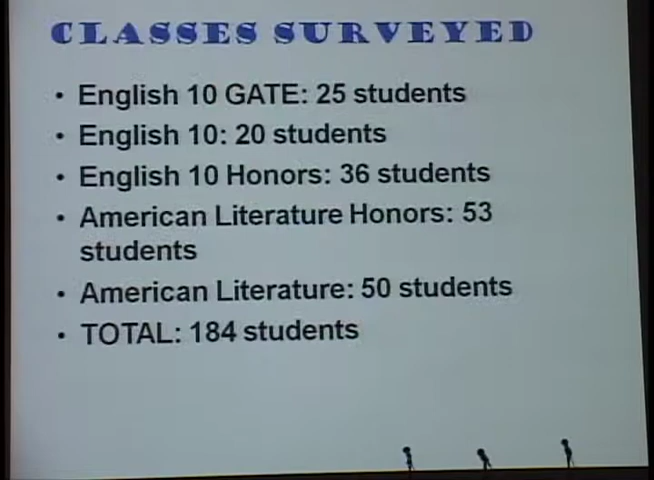 CLASSES SURVEYED
• English 10 GATE: 25 students
• English 10: 20 students
• English 10 Honors: 36 students
• American Literature Honors: 53
students
• American Literature: 50 students
• TOTAL: 184 students